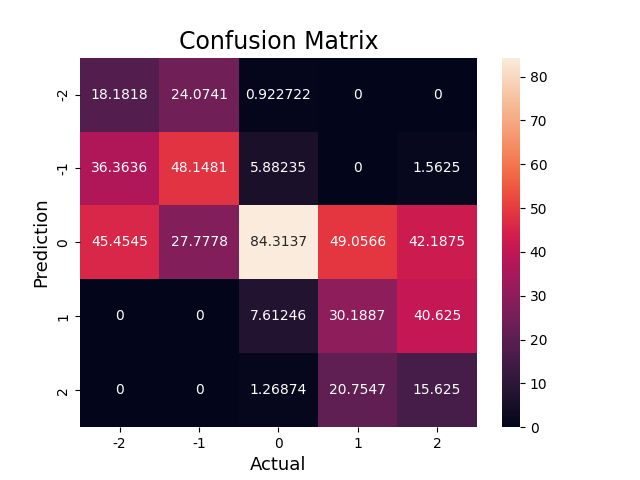 Confusion Matrix
-2 18.1818 24.0741 0.922722 0 0
-1 36.3636 48.1481 5.88235 0 1.5625
0 45.4545 27.7778 84.3137 49.0566 42.1875
1 0 0 7.61246 30.1887 40.625
2 0 0 1.26874 20.7547 15.625
-2 -1 0 1 2
Actual
Prediction
80
70
60
50
40
30
20
10
0